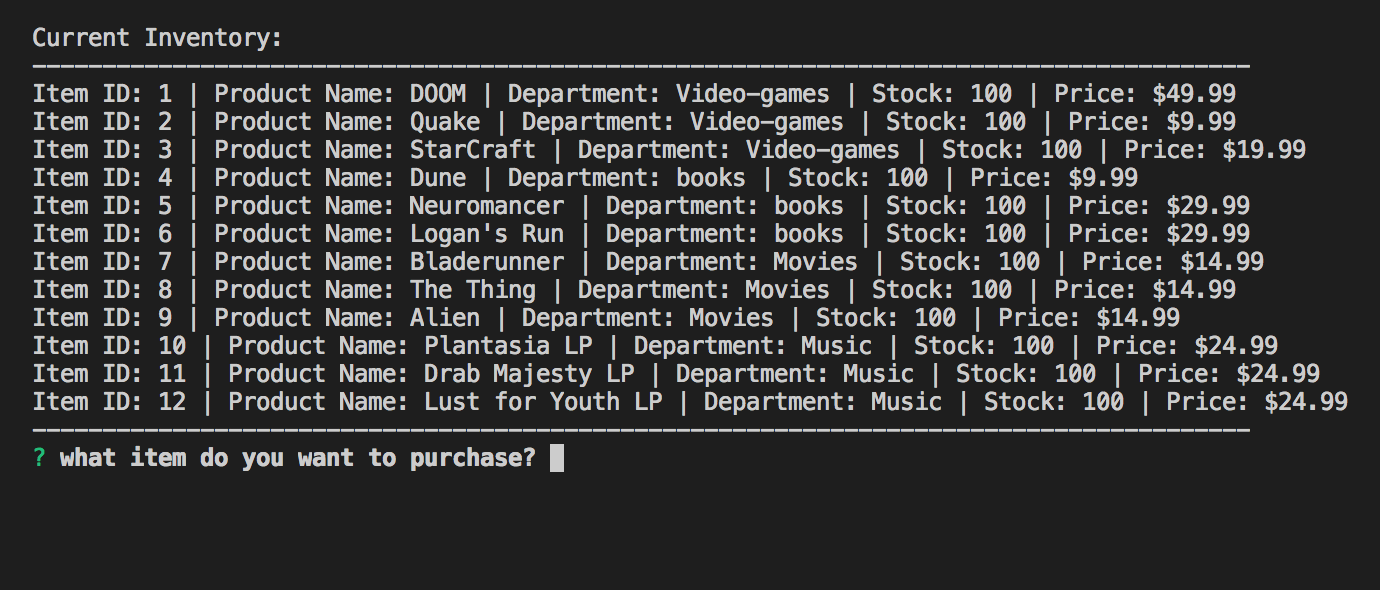 Current Inventory:
---------------------------------------------------------------------------------------
Item ID: 1 | Product Name: DOOM | Department: Video-games | Stock: 100 | Price: $49.99
Item ID: 2 | Product Name: Quake | Department: Video-games | Stock: 100 | Price: $9.99
Item ID: 3 | Product Name: StarCraft | Department: Video-games | Stock: 100 | Price: $19.99
Item ID: 4 | Product Name: Dune | Department: books | Stock: 100 | Price: $9.99
Item ID: 5 | Product Name: Neuromancer | Department: books | Stock: 100 | Price: $29.99
Item ID: 6 | Product Name: Logan's Run | Department: books | Stock: 100 | Price: $29.99
Item ID: 7 | Product Name: Bladerunner | Department: Movies | Stock: 100 | Price: $14.99
Item ID: 8 | Product Name: The Thing | Department: Movies | Stock: 100 | Price: $14.99
Item ID: 9 | Product Name: Alien | Department: Movies | Stock: 100 | Price: $14.99
Item ID: 10 | Product Name: Plantasia LP | Department: Music | Stock: 100 | Price: $24.99
Item ID: 11 | Product Name: Drab Majesty LP | Department: Music | Stock: 100 | Price: $24.99
Item ID: 12 | Product Name: Lust for Youth LP | Department: Music | Stock: 100 | Price: $24.99
---------------------------------------------------------------------------------------
? what item do you want to purchase?